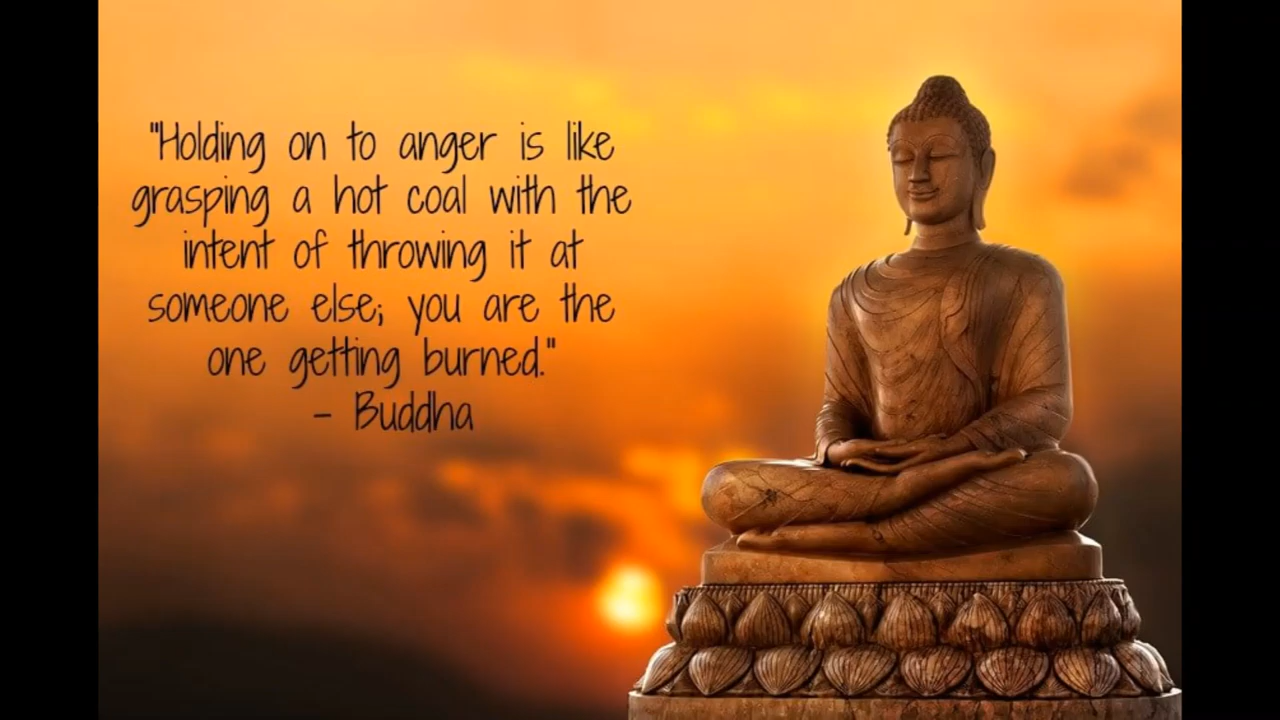 "Holding on to anger is like
grasping a hot coal with the
intent of throwing it at
someone else; you are the
one getting burned."
- Buddha